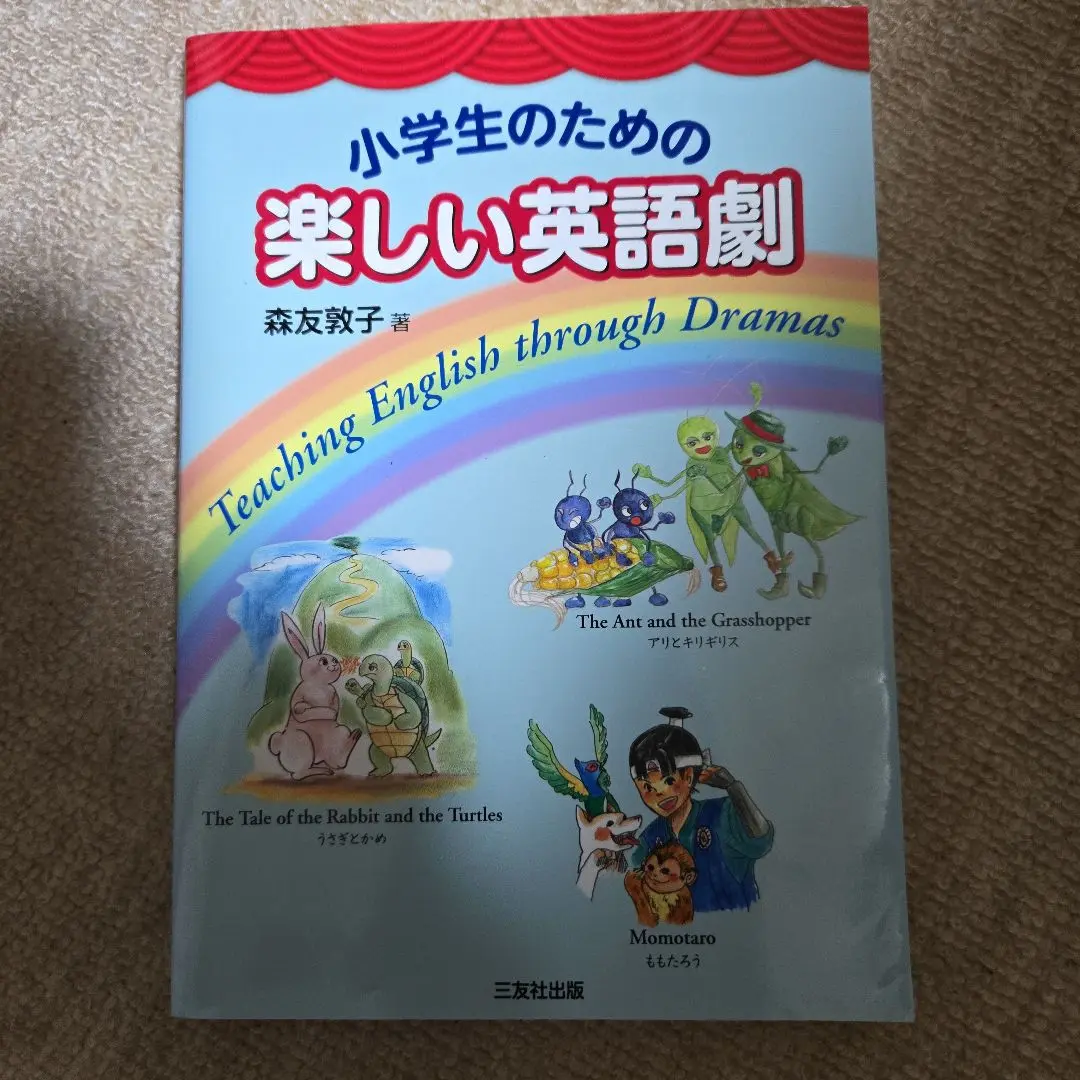 小学生のための
楽しい英語劇
森友敦子 著
Teaching English through Dramas
The Ant and the Grasshopper
アリとキリギリス
The Tale of the Rabbit and the Turtles
うさぎとかめ
Momotaro
ももたろう
三友社出版